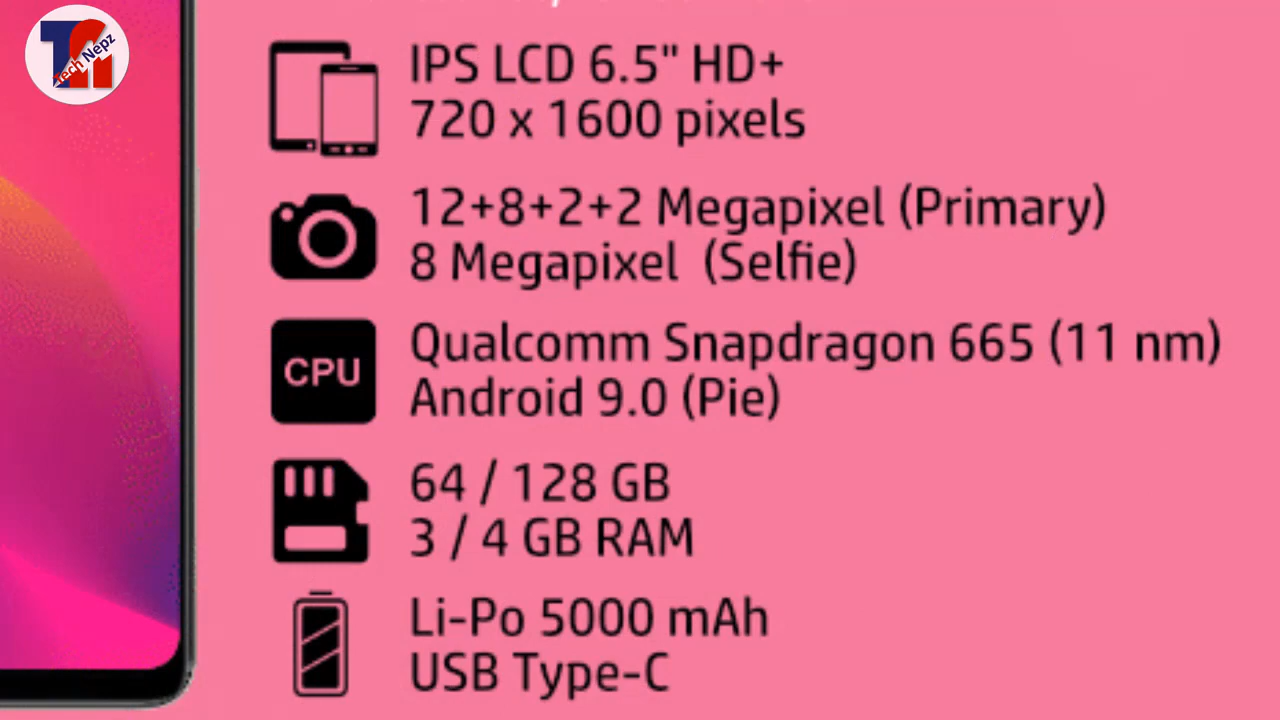 Tech Nepz
IPS LCD 6.5" HD+
720 x 1600 pixels
12+8+2+2 Megapixel (Primary)
8 Megapixel (Selfie)
CPU
Qualcomm Snapdragon 665 (11 nm)
Android 9.0 (Pie)
64 / 128 GB
3 / 4 GB RAM
Li-Po 5000 mAh
USB Type-C